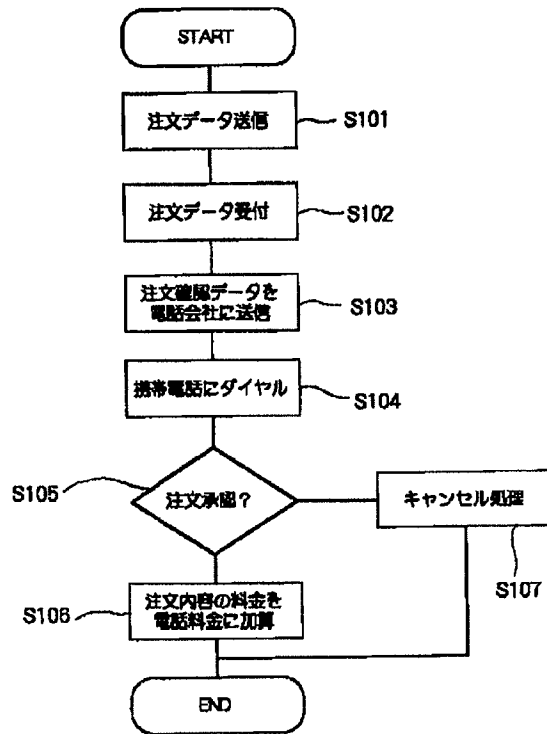 START
注文データ送信
S101
注文データ受付
S102
注文確認データを
電話会社に送信
S103
携帯電話にダイヤル
S104
S105
注文承認?
キャンセル処理
S107
S106
注文内容の料金を
電話料金に加算
END